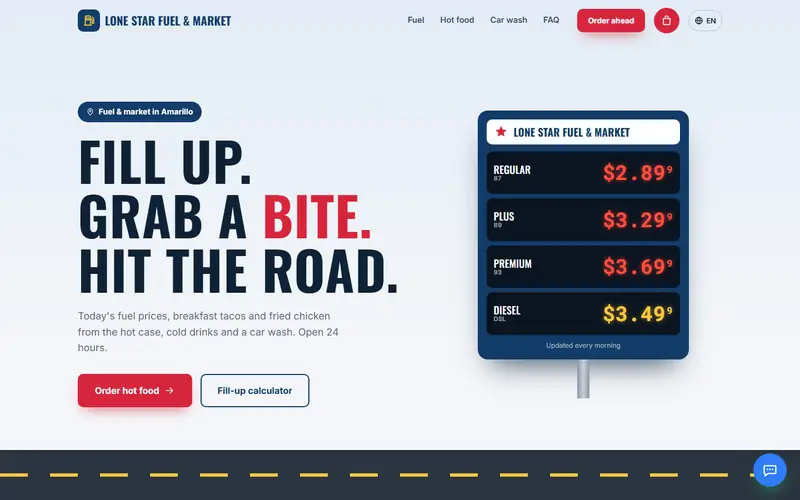 LONE STAR FUEL & MARKET
Fuel
Hot food
Car wash
FAQ
Order ahead
EN
Fuel & market in Amarillo
FILL UP.
GRAB A BITE.
HIT THE ROAD.
Today's fuel prices, breakfast tacos and fried chicken
from the hot case, cold drinks and a car wash. Open 24
hours.
Order hot food →
Fill-up calculator
LONE STAR FUEL & MARKET
REGULAR
87
$2.89⁹
PLUS
89
$3.29⁹
PREMIUM
93
$3.69⁹
DIESEL
DSL
$3.49⁹
Updated every morning